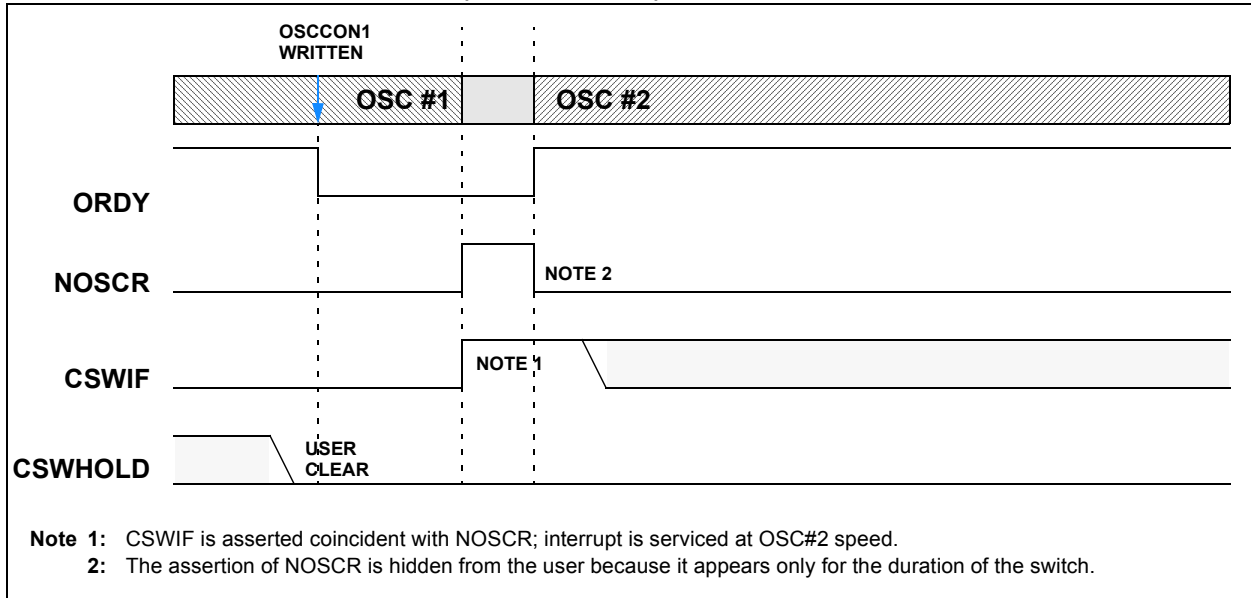 OSCCON1
WRITTEN
OSC #1
OSC #2
ORDY
NOSCR
NOTE 2
CSWIF
NOTE 1
CSWHOLD
USER
CLEAR
Note 1: CSWIF is asserted coincident with NOSCR; interrupt is serviced at OSC#2 speed.
2: The assertion of NOSCR is hidden from the user because it appears only for the duration of the switch.